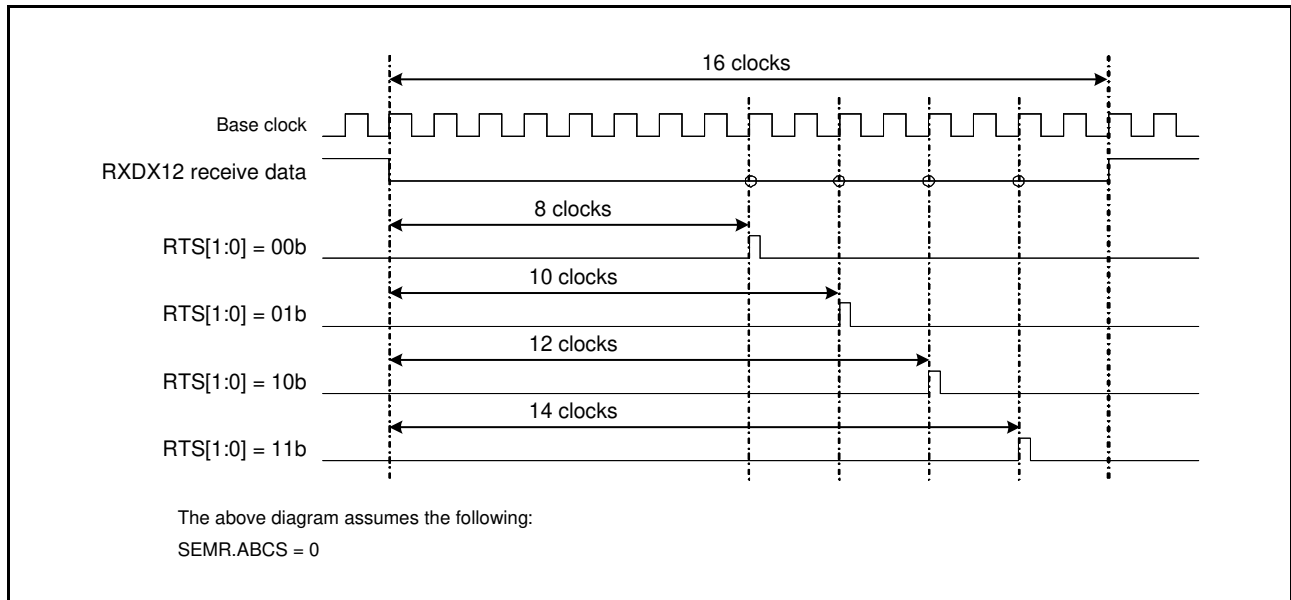 16 clocks
Base clock
RXDX12 receive data
8 clocks
RTS[1:0] = 00b
10 clocks
RTS[1:0] = 01b
12 clocks
RTS[1:0] = 10b
14 clocks
RTS[1:0] = 11b
The above diagram assumes the following:
SEMR.ABCS = 0